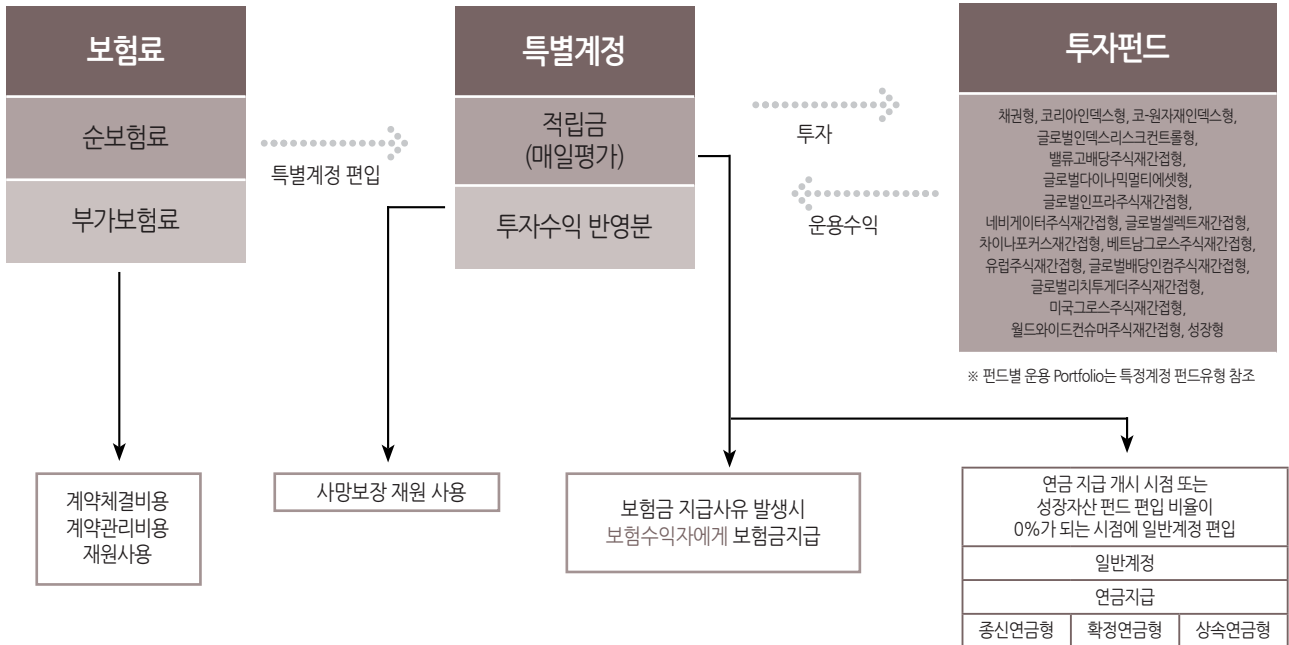 보험료
순보험료
부가보험료
특별계정 편입
특별계정
적립금
(매일평가)
투자수익 반영분
투자
운용수익
투자펀드
채권형, 코리아인덱스형, 코-원자재인덱스형,
글로벌인덱스리스크컨트롤형,
밸류고배당주식재간접형,
글로벌다이나믹멀티에셋형,
글로벌인프라주식재간접형,
네비게이터주식재간접형, 글로벌셀렉트재간접형,
차이나포커스재간접형, 베트남그로스주식재간접형,
유럽주식재간접형, 글로벌배당인컴주식재간접형,
글로벌리치투게더주식재간접형,
미국그로스주식재간접형,
월드와이드컨슈머주식재간접형, 성장형
※ 펀드별 운용 Portfolio는 특정계정 펀드유형 참조
계약체결비용
계약관리비용
재원사용
사망보장 재원 사용
보험금 지급사유 발생시
보험수익자에게 보험금지급
연금 지급 개시 시점 또는
성장자산 펀드 편입 비율이
0%가 되는 시점에 일반계정 편입
일반계정
연금지급
종신연금형 확정연금형 상속연금형